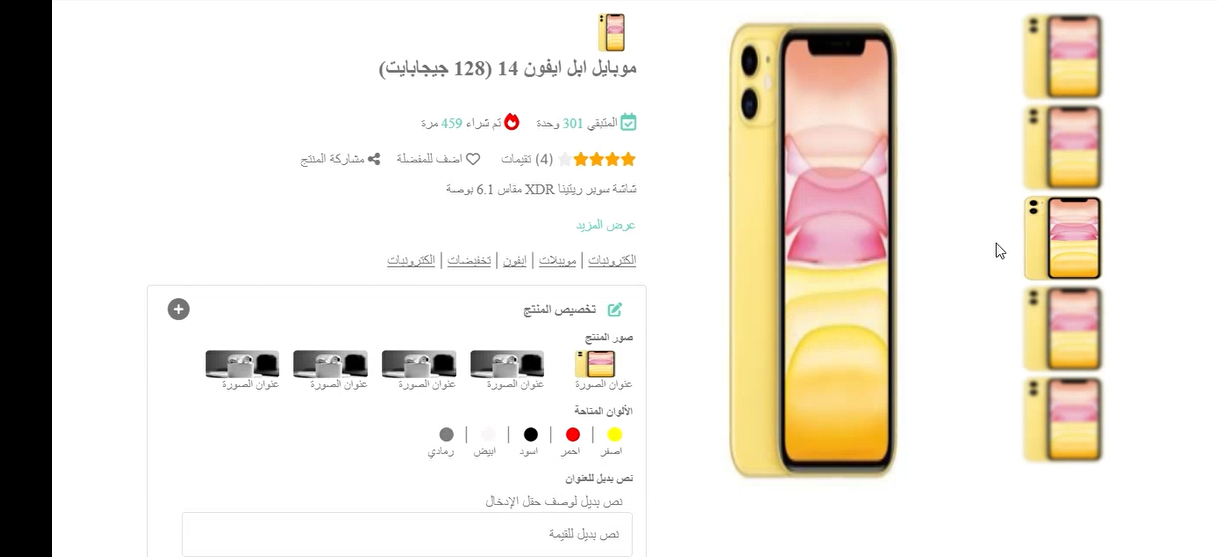 موبايل ابل ايفون 14 (128 جيجابايت)
المتبقي 301 وحدة تم شراء 459 مرة
(4) تقيمات اضف للمفضلة مشاركة المنتج
شاشة سوبر ريتينا XDR مقاس 6.1 بوصة
عرض المزيد
الكترونيات | موبيلات | ايفون | تخفيضات | الكترونيات
تخصيص المنتج
صور المنتج
عنوان الصورة عنوان الصورة عنوان الصورة عنوان الصورة عنوان الصورة
الألوان المتاحة
اصفر احمر اسود ابيض رمادي
نص بديل للعنوان
نص بديل لوصف حقل الإدخال
نص بديل للقيمة